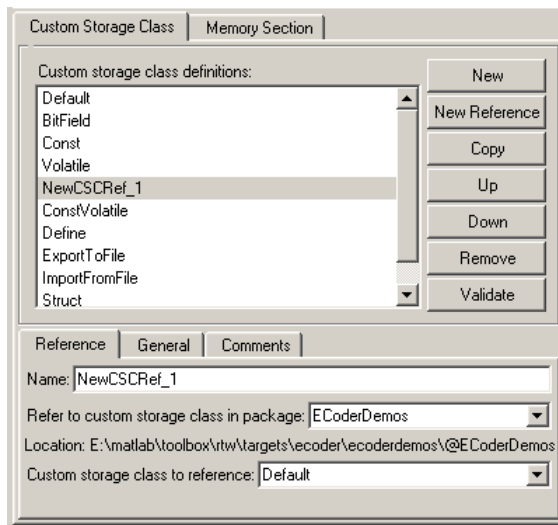 Custom Storage Class Memory Section
Custom storage class definitions:
Default
BitField
Const
Volatile
NewCSCRef_1
ConstVolatile
Define
ExportToFile
ImportFromFile
Struct
New
New Reference
Copy
Up
Down
Remove
Validate
Reference General Comments
Name: NewCSCRef_1
Refer to custom storage class in package: ECoderDemos
Location: E:\matlab\toolbox\rtw\targets\ecoder\ecoderdemos\@ECoderDemos
Custom storage class to reference: Default